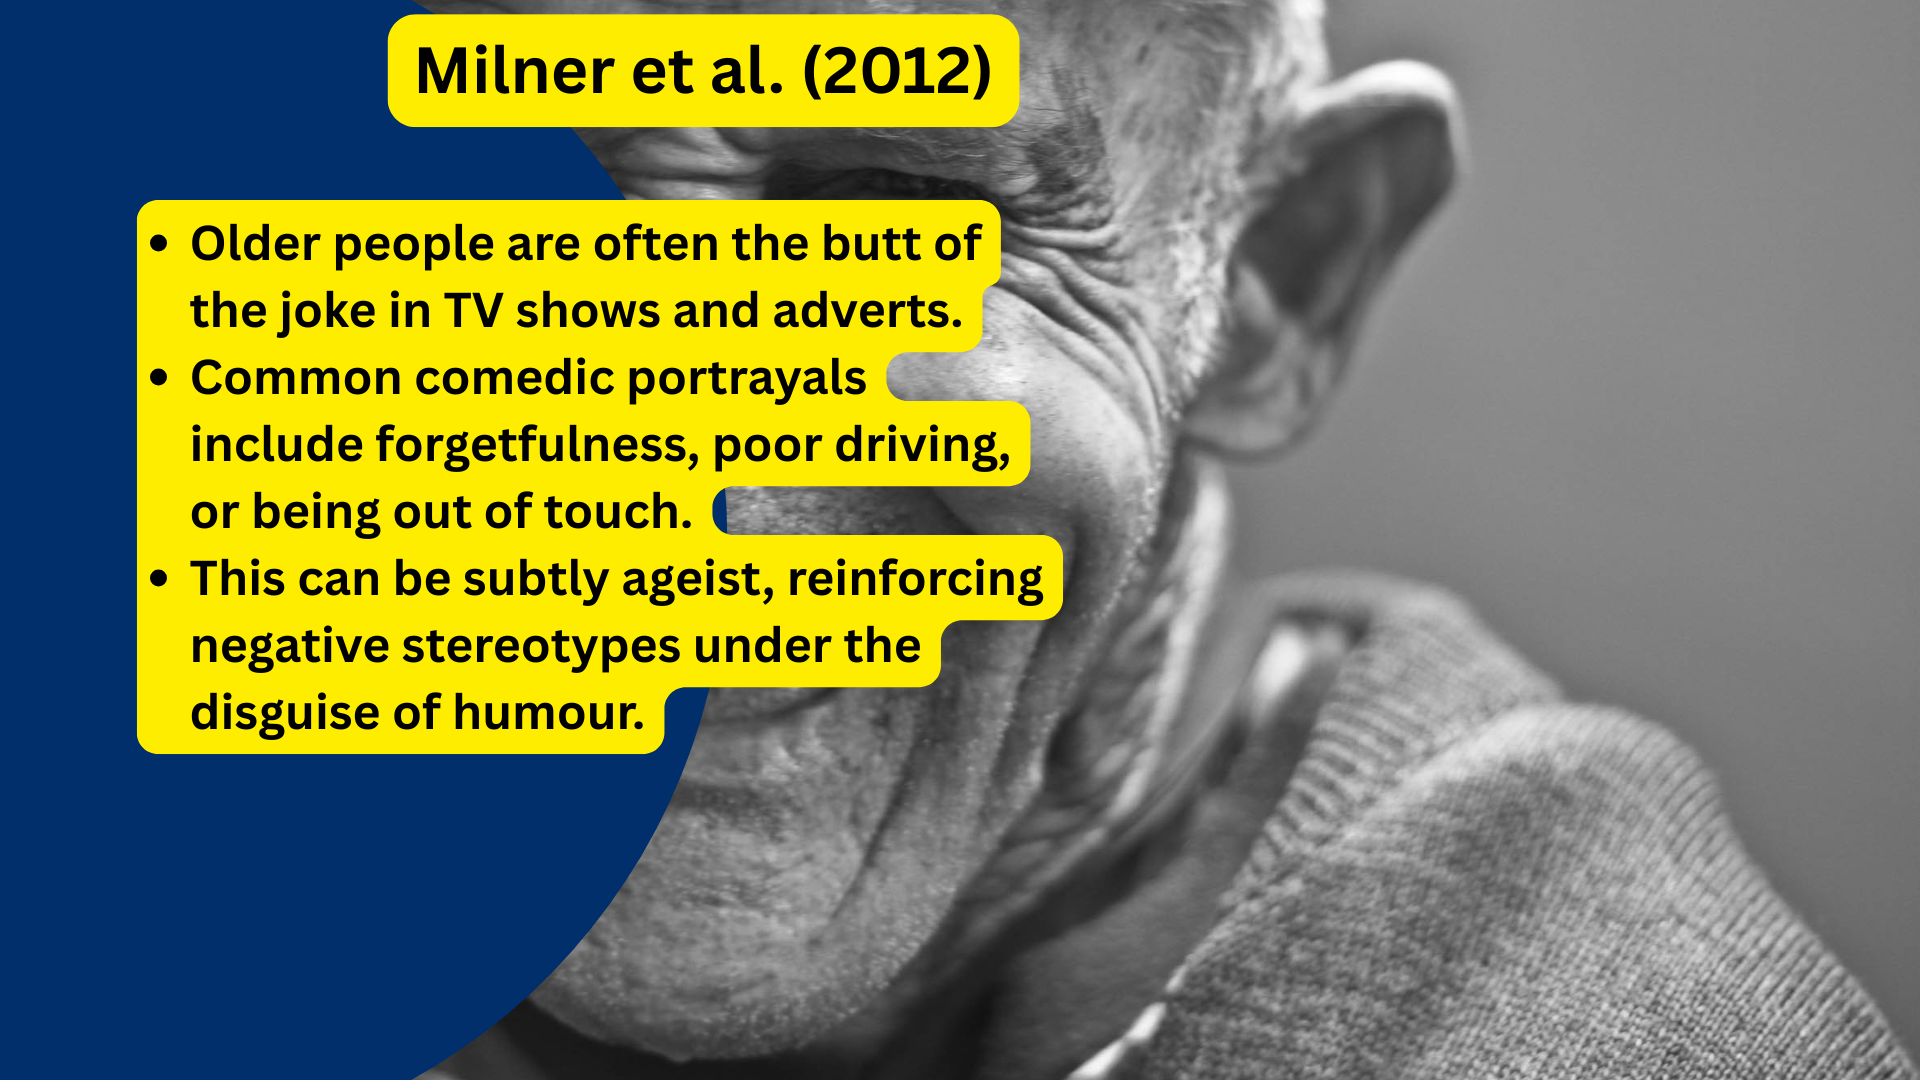 Milner et al. (2012)
• Older people are often the butt of
the joke in TV shows and adverts.
• Common comedic portrayals
include forgetfulness, poor driving,
or being out of touch.
• This can be subtly ageist, reinforcing
negative stereotypes under the
disguise of humour.